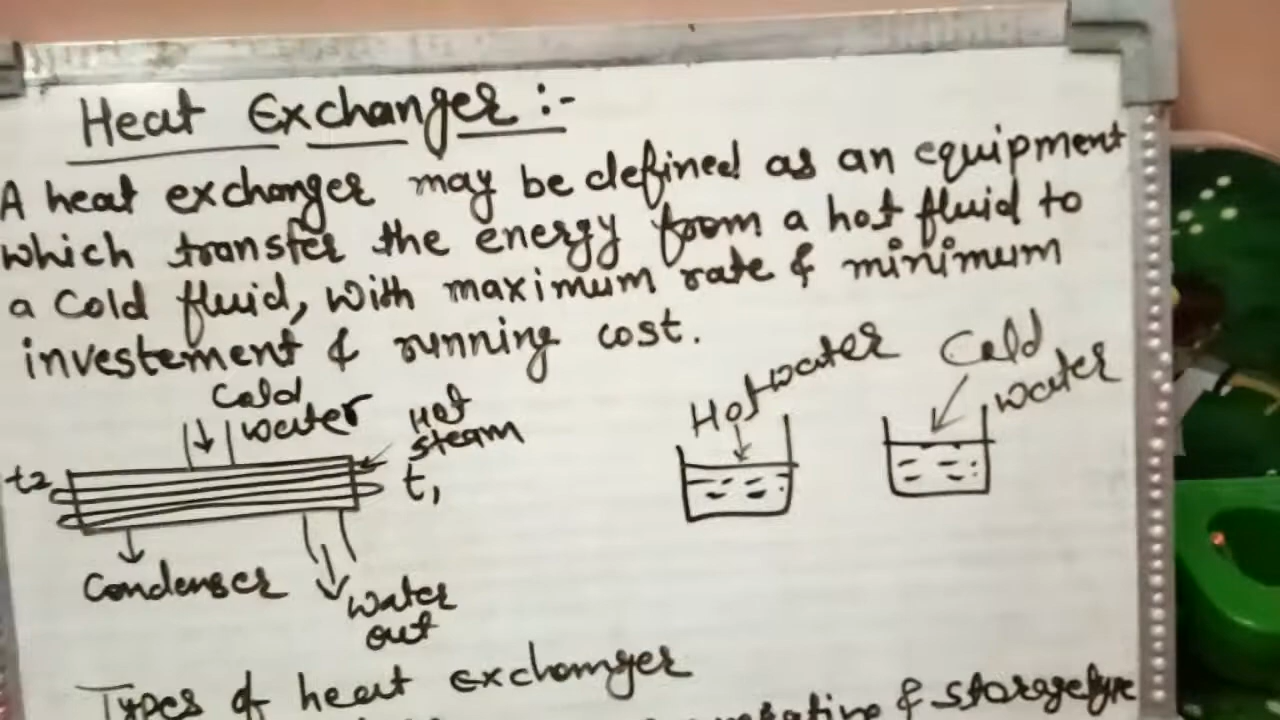 Heat Exchanger :-
A heat exchanger may be defined as an equipment
which transfer the energy from a hot fluid to
a cold fluid, with maximum rate & minimum
investement & running cost.
Cold
water
Hot
steam
t2
t1
Condenser
Water
out
Hot water
Cold
water
Types of heat exchanger
& storage type